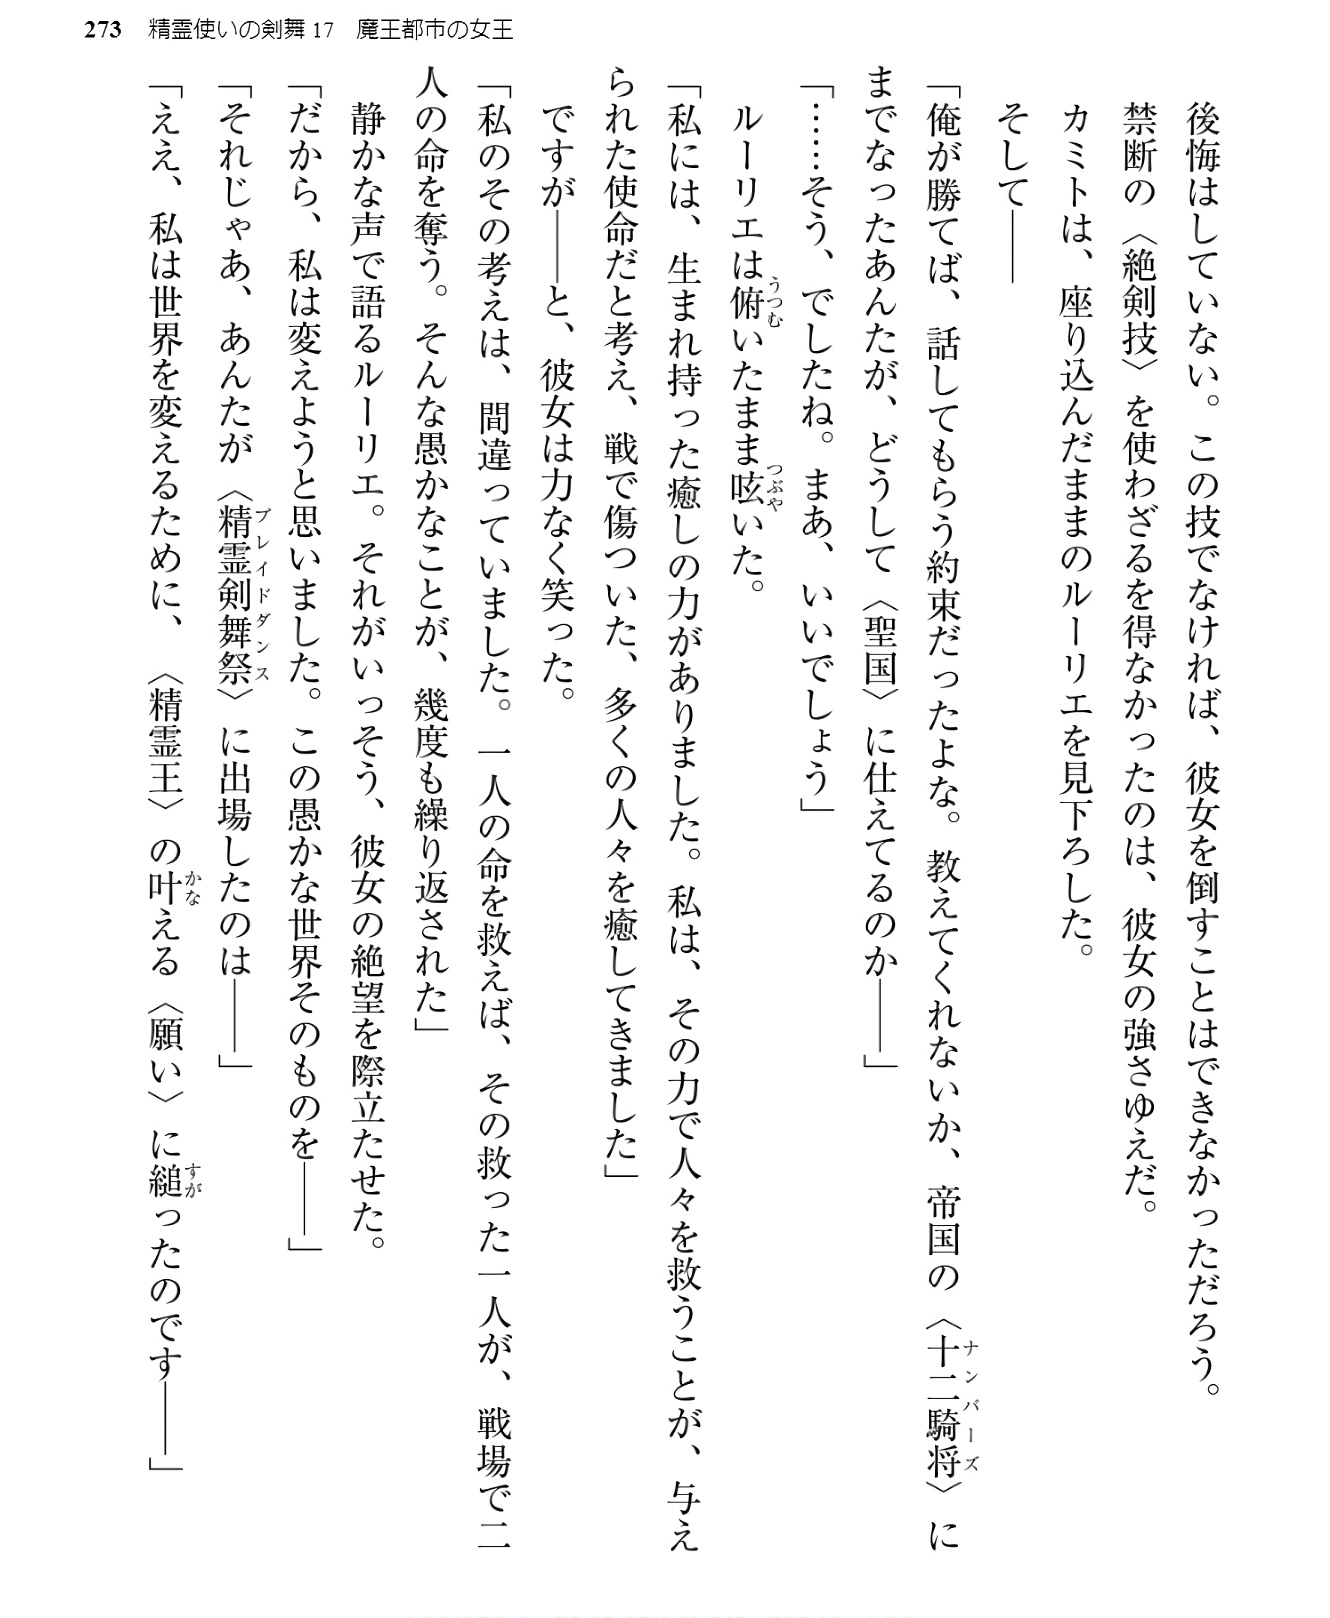 273 精霊使いの剣舞17 魔王都市の女王
後悔はしていない。この技でなければ、彼女を倒すことはできなかっただろう。
禁断の〈絶剣技〉を使わざるを得なかったのは、彼女の強さゆえだ。
カミトは、座り込んだままのルーリエを見下ろした。
そして――
「俺が勝てば、話してもらう約束だったよな。教えてくれないか、帝国の〈十二騎将〉に
ナンバーズ
までなったあんたが、どうして〈聖国〉に仕えてるのか――」
「……そう、でしたね。まあ、いいでしょう」
ルーリエは俯いたまま呟いた。
うつむ
つぶや
「私には、生まれ持った癒しの力がありました。私は、その力で人々を救うことが、与え
られた使命だと考え、戦で傷ついた、多くの人々を癒してきました」
ですが――と、彼女は力なく笑った。
「私のその考えは、間違っていました。一人の命を救えば、その救った一人が、戦場で二
人の命を奪う。そんな愚かなことが、幾度も繰り返された」
静かな声で語るルーリエ。それがいっそう、彼女の絶望を際立たせた。
「だから、私は変えようと思いました。この愚かな世界そのものを――」
「それじゃあ、あんたが〈精霊剣舞祭〉に出場したのは――」
ブレイドダンス
「ええ、私は世界を変えるために、〈精霊王〉の叶える〈願い〉に縋ったのです――」
かな
すが